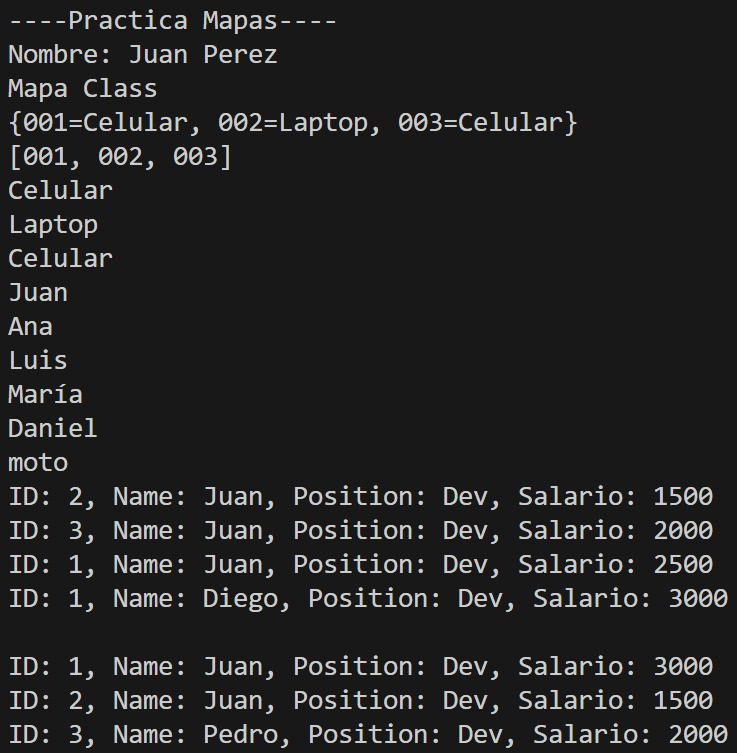 ----Practica Mapas----
Nombre: Juan Perez
Mapa Class
{001=Celular, 002=Laptop, 003=Celular}
[001, 002, 003]
Celular
Laptop
Celular
Juan
Ana
Luis
María
Daniel
moto
ID: 2, Name: Juan, Position: Dev, Salario: 1500
ID: 3, Name: Juan, Position: Dev, Salario: 2000
ID: 1, Name: Juan, Position: Dev, Salario: 2500
ID: 1, Name: Diego, Position: Dev, Salario: 3000
ID: 1, Name: Juan, Position: Dev, Salario: 3000
ID: 2, Name: Juan, Position: Dev, Salario: 1500
ID: 3, Name: Pedro, Position: Dev, Salario: 2000